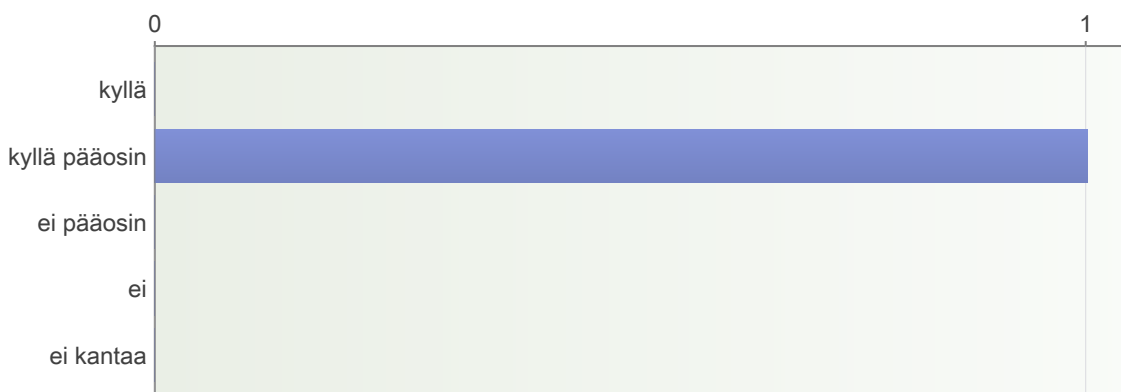 0 1
kyllä
kyllä pääosin
ei pääosin
ei
ei kantaa